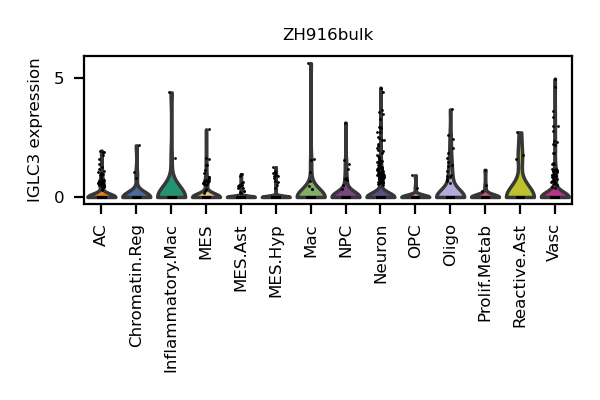 ZH916bulk
IGLC3 expression
5
0
AC
Chromatin.Reg
Inflammatory.Mac
MES
MES.Ast
MES.Hyp
Mac
NPC
Neuron
OPC
Oligo
Prolif.Metab
Reactive.Ast
Vasc